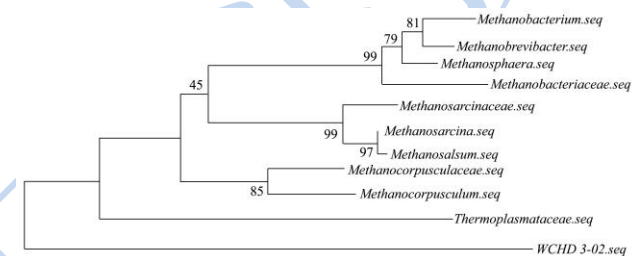 81
Methanobacterium.seq
79
Methanobrevibacter.seq
99
Methanosphaera.seq
Methanobacteriaceae.seq
45
Methanosarcinaceae.seq
99
Methanosarcina.seq
97
Methanosalsum.seq
Methanocorpusculaceae.seq
85
Methanocorpusculum.seq
Thermoplasmataceae.seq
WCHD 3-02.seq